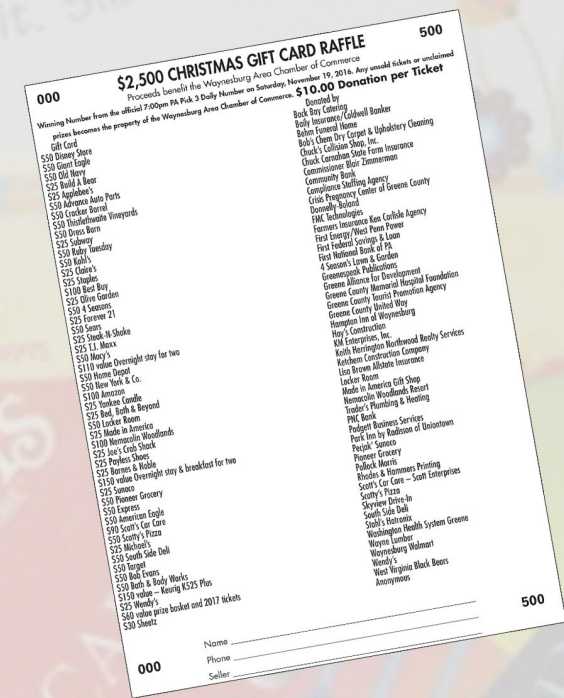 000
$2,500 CHRISTMAS GIFT CARD RAFFLE
500
Proceeds benefit the Waynesburg Area Chamber of Commerce
Winning Number from the official 7:00pm PA Pick 3 Daily Number on Saturday, November 19, 2016. Any unsold tickets or unclaimed
prizes becomes the property of the Waynesburg Area Chamber of Commerce. $10.00 Donation per Ticket
Gift Card
$50 Disney Store
$50 Giant Eagle
$50 Old Navy
$25 Build A Bear
$25 Applebee's
$50 Advance Auto Parts
$50 Cracker Barrel
$50 Thistlethwaite Vineyards
$50 Dress Barn
$25 Subway
$50 Ruby Tuesday
$50 Kohl's
$25 Claire's
$25 Staples
$100 Best Buy
$25 Olive Garden
$50 4 Seasons
$25 Forever 21
$50 Sears
$25 Steak-N-Shake
$25 T.J. Maxx
$50 Macy's
$110 value Overnight stay for two
$50 Home Depot
$50 New York & Co.
$100 Amazon
$25 Yankee Candle
$25 Bed, Bath & Beyond
$50 Locker Room
$25 Made in America
$100 Nemacolin Woodlands
$25 Joe's Crab Shack
$25 Payless Shoes
$25 Barnes & Noble
$150 value Overnight stay & breakfast for two
$25 Sunoco
$50 Pioneer Grocery
$50 Express
$50 American Eagle
$90 Scott's Car Care
$50 Scotty's Pizza
$25 Michael's
$50 South Side Deli
$50 Target
$50 Bob Evans
$50 Bath & Body Works
$150 value – Keurig K525 Plus
$25 Wendy's
$60 value prize basket and 2017 tickets
$30 Sheetz
Donated by
Back Bay Catering
Baily Insurance/Coldwell Banker
Behm Funeral Home
Bob's Chem Dry Carpet & Upholstery Cleaning
Chuck's Collision Shop, Inc.
Chuck Carnahan State Farm Insurance
Commissioner Blair Zimmerman
Community Bank
Compliance Staffing Agency
Crisis Pregnancy Center of Greene County
Donnelly-Boland
FMC Technologies
Farmers Insurance Ken Carlisle Agency
First Energy/West Penn Power
First Federal Savings & Loan
First National Bank of PA
4 Season's Lawn & Garden
Greenespeak Publications
Greene Alliance for Development
Greene County Memorial Hospital Foundation
Greene County Tourist Promotion Agency
Greene County United Way
Hampton Inn of Waynesburg
Hoy's Construction
KM Enterprises, Inc.
Keith Herrington Northwood Realty Services
Ketchem Construction Company
Lisa Brown Allstate Insurance
Locker Room
Made in America Gift Shop
Nemacolin Woodlands Resort
Trader's Plumbing & Heating
PNC Bank
Padgett Business Services
Park Inn by Radisson of Uniontown
Pecjak' Sunoco
Pioneer Grocery
Pollock Morris
Rhodes & Hammers Printing
Scott's Car Care – Scott Enterprises
Scotty's Pizza
Skyview Drive-In
South Side Deli
Stahl's Hotronix
Washington Health System Greene
Wayne Lumber
Waynesburg Walmart
Wendy's
West Virginia Black Bears
Anonymous
Name
Phone
Seller
000
500